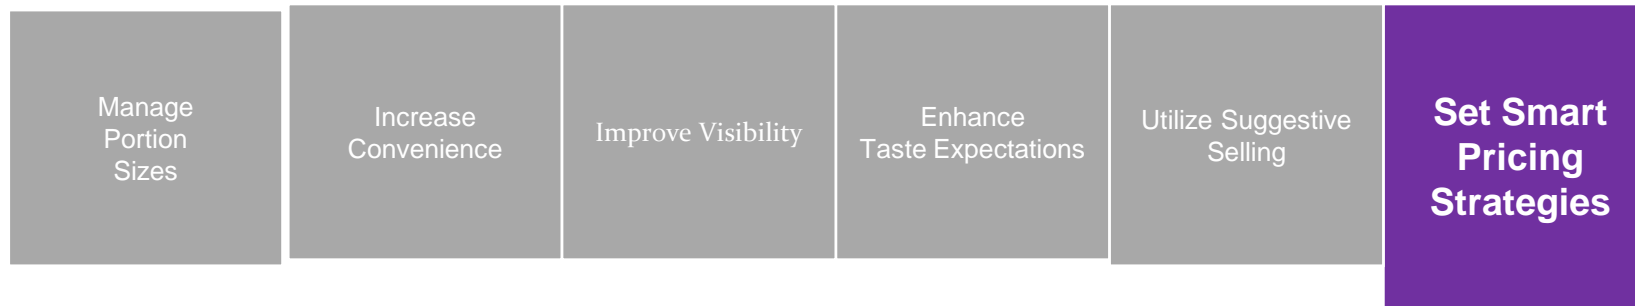 Manage
Portion
Sizes
Increase
Convenience
Improve Visibility
Enhance
Taste Expectations
Utilize Suggestive
Selling
Set Smart
Pricing
Strategies